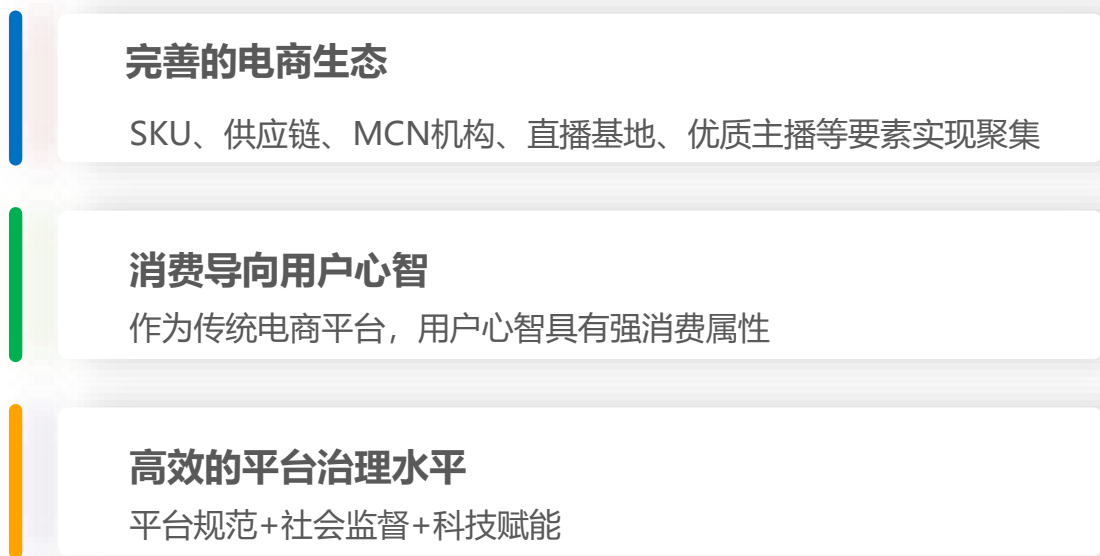 完善的电商生态
SKU、供应链、MCN机构、直播基地、优质主播等要素实现聚集
消费导向用户心智
作为传统电商平台，用户心智具有强消费属性
高效的平台治理水平
平台规范+社会监督+科技赋能